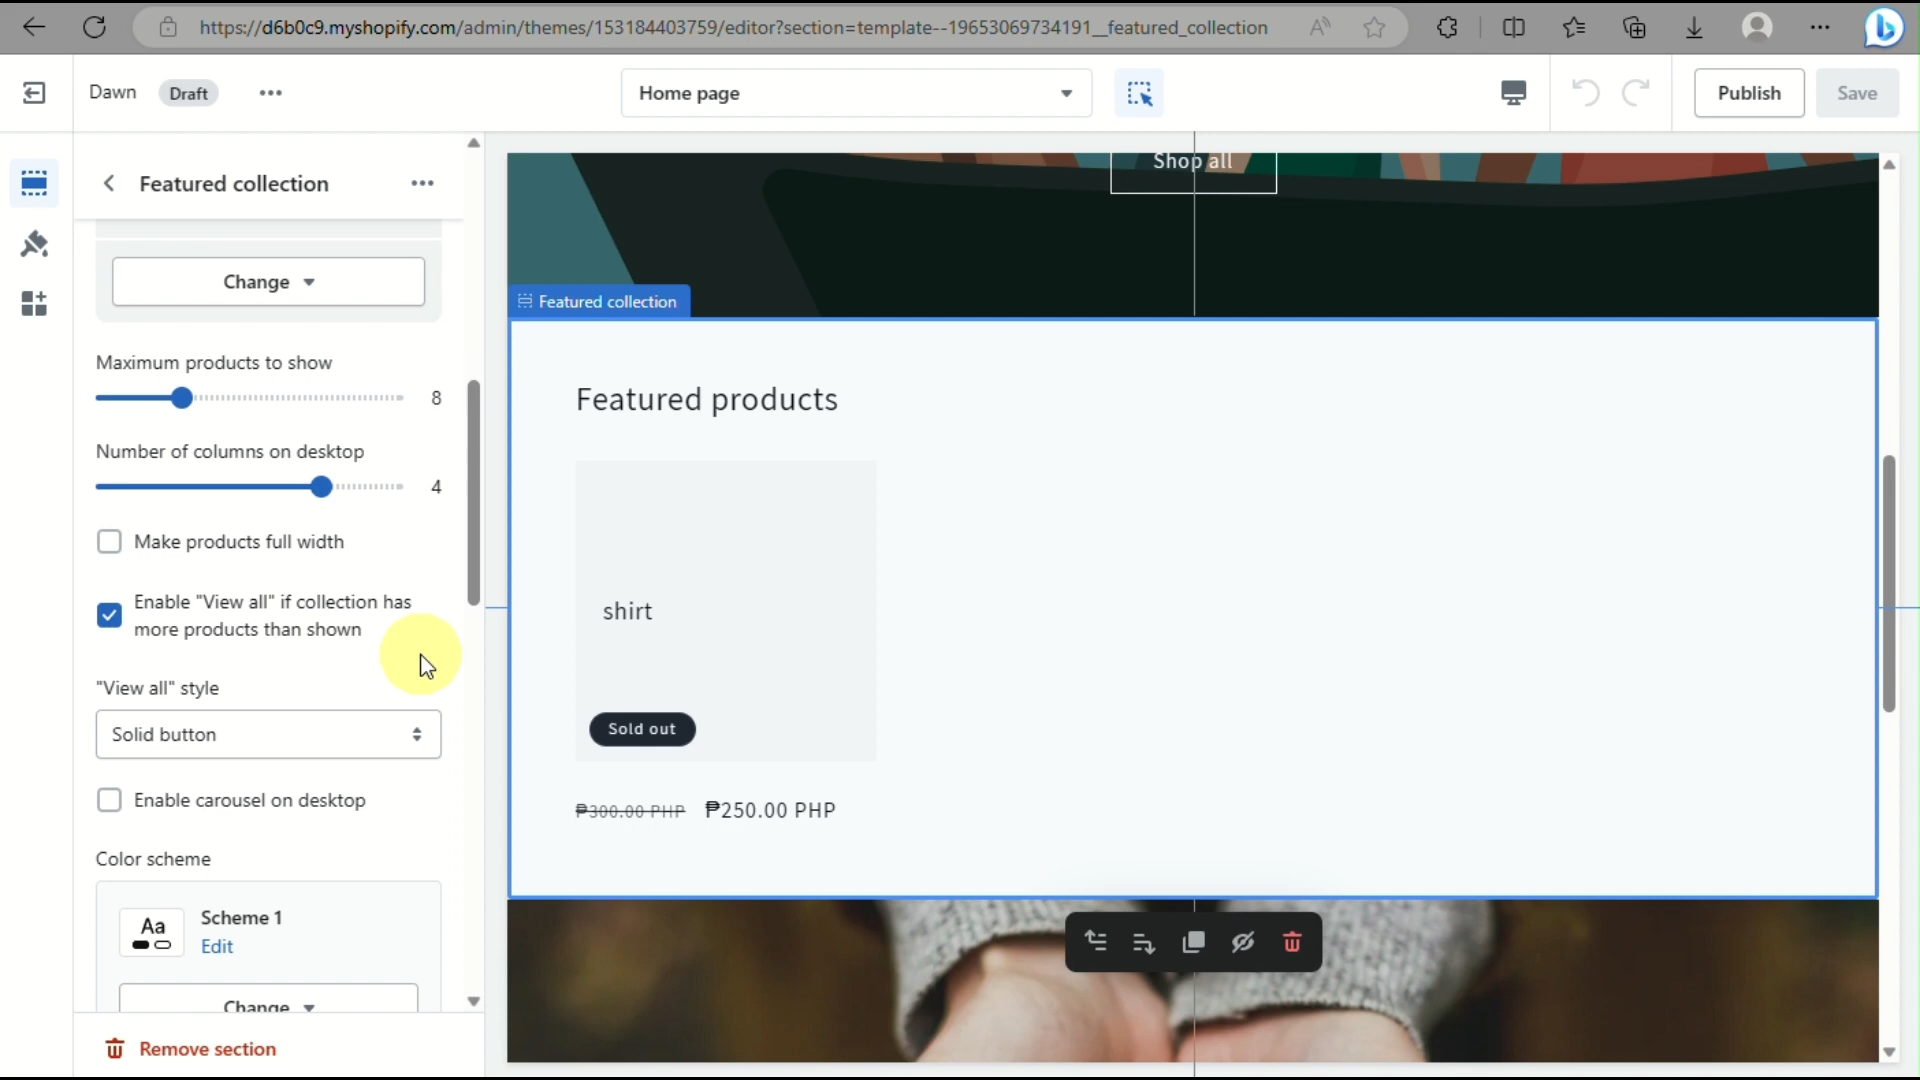 https://d6b0c9.myshopify.com/admin/themes/153184403759/editor?section=template--19653069734191__featured_collection
Dawn
Draft
Home page
Publish
Save
Featured collection
Change
Maximum products to show
8
Number of columns on desktop
4
Make products full width
Enable "View all" if collection has
more products than shown
"View all" style
Solid button
Enable carousel on desktop
Color scheme
Aa
Scheme 1
Edit
Change
Remove section
Shop all
Featured collection
Featured products
shirt
Sold out
₱300.00 PHP ₱250.00 PHP